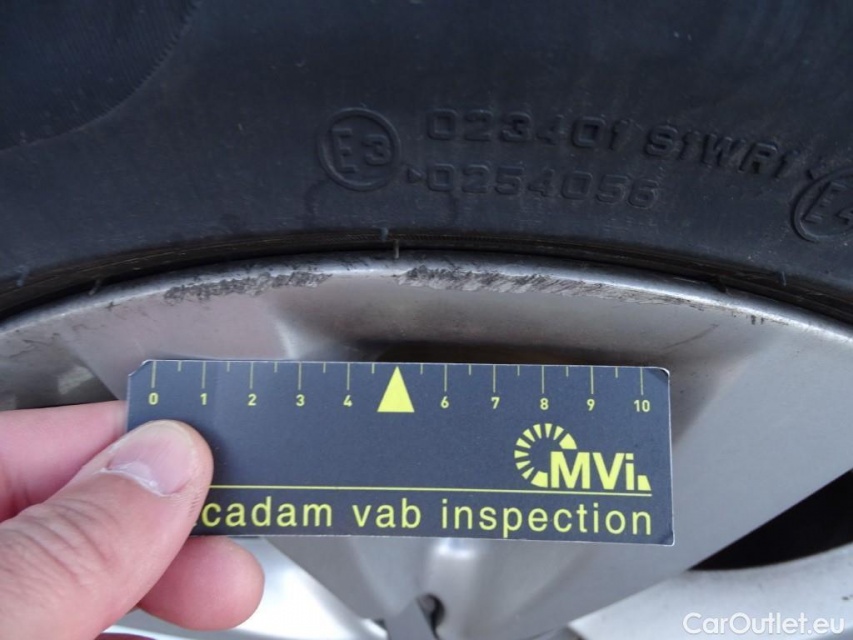 E3 023401 S1WR1
0254056
E4
0 1 2 3 4 6 7 8 9 10
MVi
cadam vab inspection
CarOutlet.eu